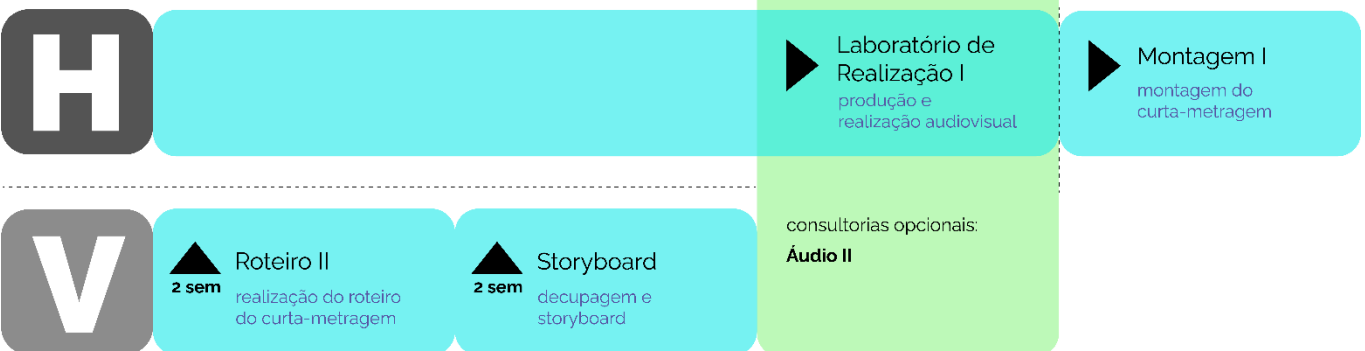 H
Laboratório de
Realização I
produção e
realização audiovisual
Montagem I
montagem do
curta-metragem
V
2 sem
Roteiro II
realização do roteiro
do curta-metragem
2 sem
Storyboard
decupagem e
storyboard
consultorias opcionais:
Áudio II